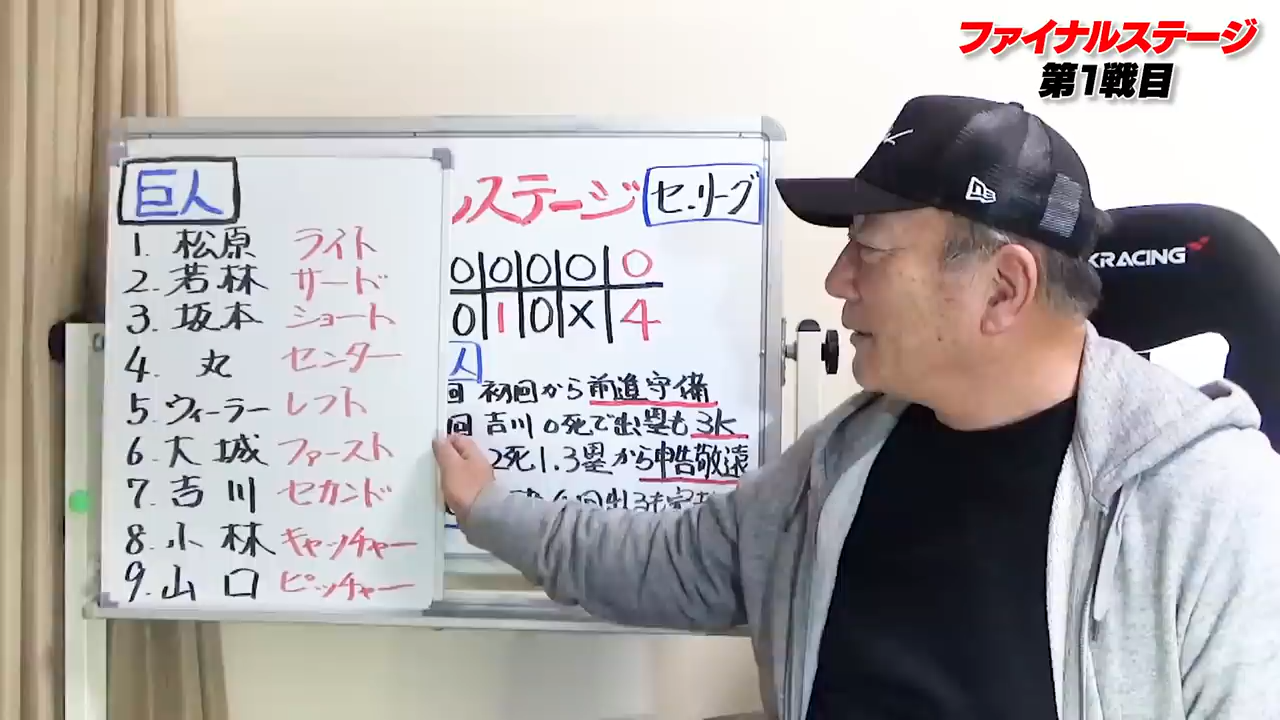 ファイナルステージ
第1戦目
巨人
1. 松原 ライト
2. 若林 サード
3. 坂本 ショート
4. 丸 センター
5. ウィーラー レフト
6. 大城 ファースト
7. 吉川 セカンド
8. 小林 キャッチャー
9. 山口 ピッチャー
ルステージ セ.リーグ
0 0 0 0 0
0 1 0 X 4
人
回 初回から前進守備
回 吉川0死で出塁も3K
2死1.3塁から申告敬遠
KRACING